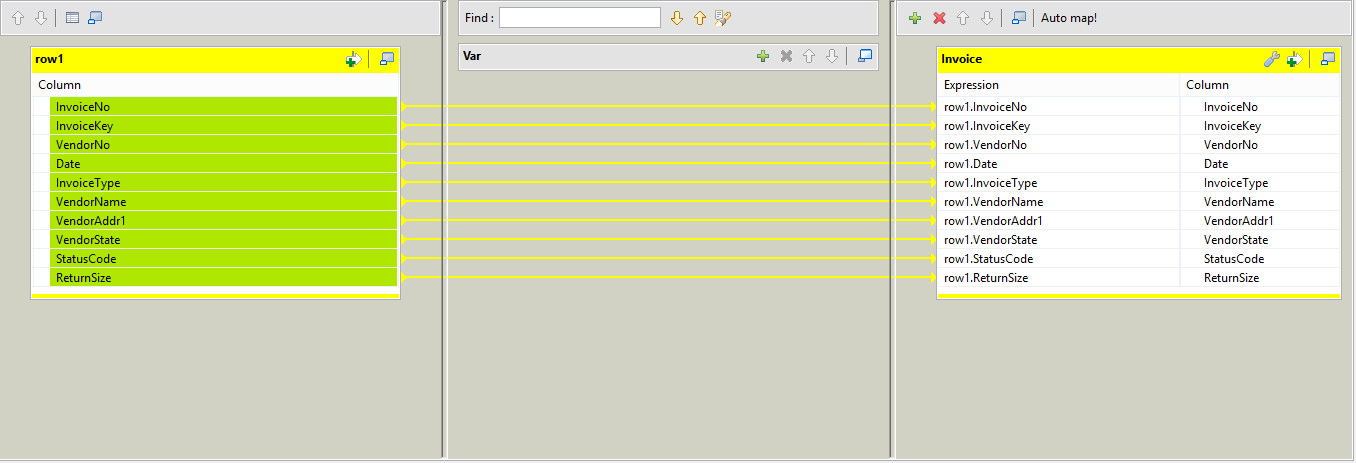 Find :
Auto map!
row1
Var
Invoice
Column
Expression Column
InvoiceNo row1.InvoiceNo InvoiceNo
InvoiceKey row1.InvoiceKey InvoiceKey
VendorNo row1.VendorNo VendorNo
Date row1.Date Date
InvoiceType row1.InvoiceType InvoiceType
VendorName row1.VendorName VendorName
VendorAddr1 row1.VendorAddr1 VendorAddr1
VendorState row1.VendorState VendorState
StatusCode row1.StatusCode StatusCode
ReturnSize row1.ReturnSize ReturnSize